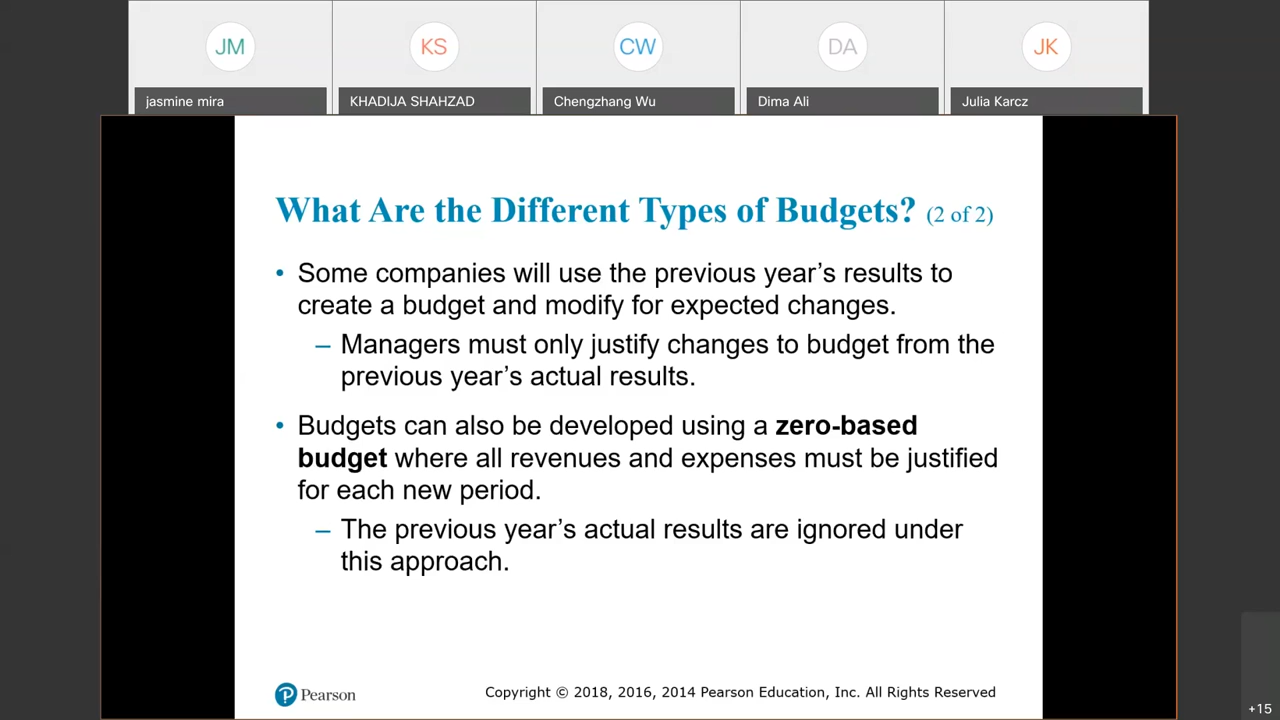 JM
KS
CW
DA
JK
jasmine mira
KHADIJA SHAHZAD
Chengzhang Wu
Dima Ali
Julia Karcz
What Are the Different Types of Budgets? (2 of 2)
• Some companies will use the previous year's results to
create a budget and modify for expected changes.
– Managers must only justify changes to budget from the
previous year's actual results.
• Budgets can also be developed using a zero-based
budget where all revenues and expenses must be justified
for each new period.
– The previous year's actual results are ignored under
this approach.
P Pearson
Copyright © 2018, 2016, 2014 Pearson Education, Inc. All Rights Reserved
+15